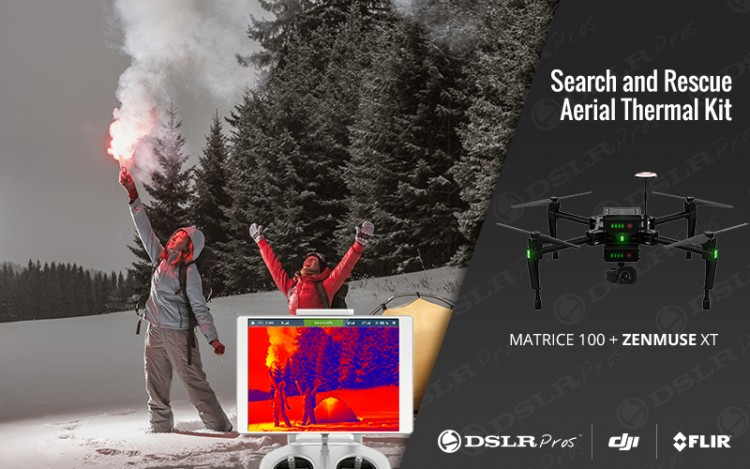 Search and Rescue
Aerial Thermal Kit
MATRICE 100 + ZENMUSE XT
DSLR Pros
dji
FLIR